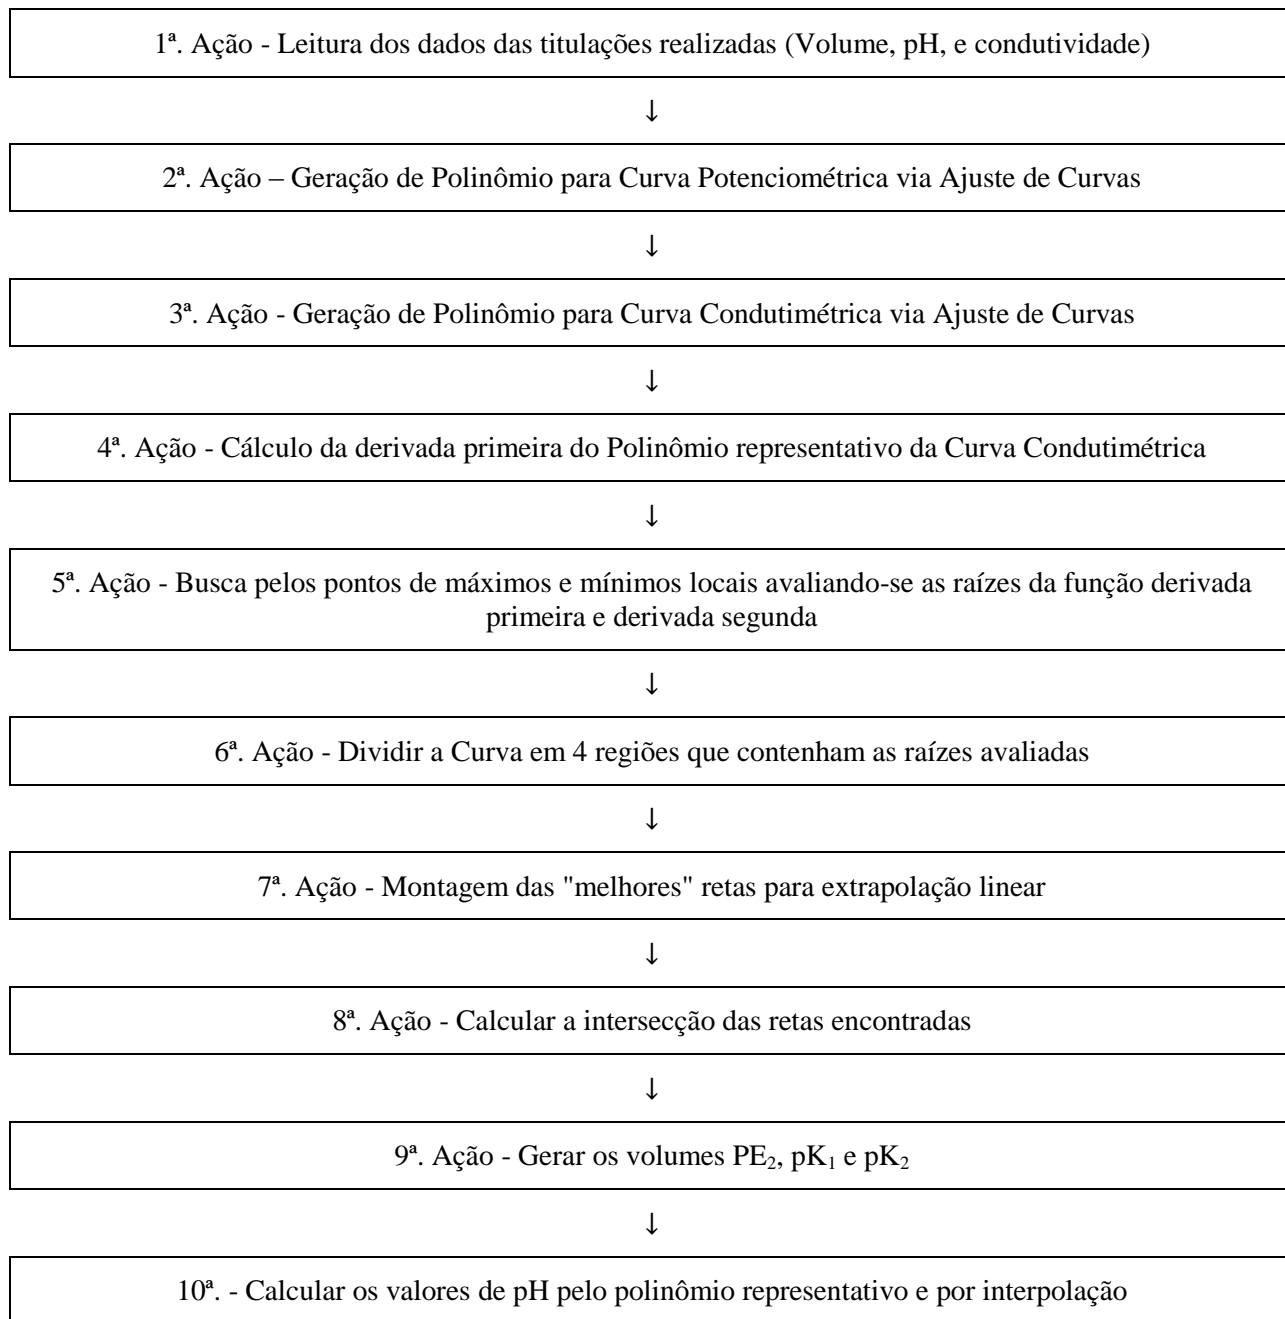 1ª. Ação - Leitura dos dados das titulações realizadas (Volume, pH, e condutividade)
↓
2ª. Ação – Geração de Polinômio para Curva Potenciométrica via Ajuste de Curvas
↓
3ª. Ação - Geração de Polinômio para Curva Condutimétrica via Ajuste de Curvas
↓
4ª. Ação - Cálculo da derivada primeira do Polinômio representativo da Curva Condutimétrica
↓
5ª. Ação - Busca pelos pontos de máximos e mínimos locais avaliando-se as raízes da função derivada
primeira e derivada segunda
↓
6ª. Ação - Dividir a Curva em 4 regiões que contenham as raízes avaliadas
↓
7ª. Ação - Montagem das "melhores" retas para extrapolação linear
↓
8ª. Ação - Calcular a intersecção das retas encontradas
↓
9ª. Ação - Gerar os volumes PE₂, pK₁ e pK₂
↓
10ª. - Calcular os valores de pH pelo polinômio representativo e por interpolação